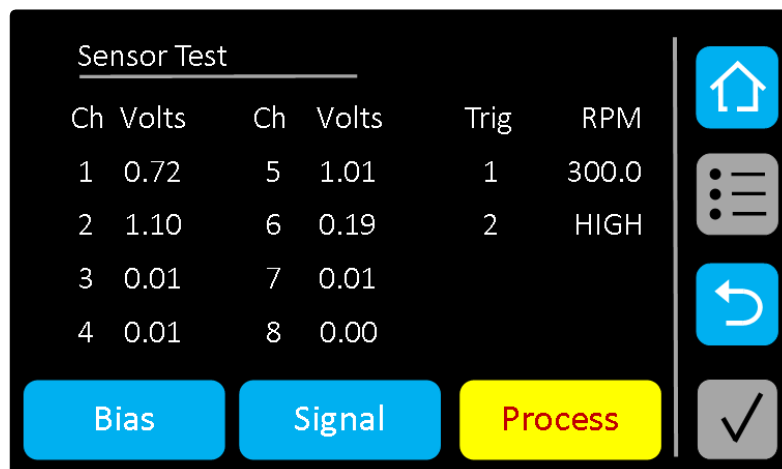 Sensor Test
Ch Volts Ch Volts Trig RPM
1 0.72 5 1.01 1 300.0
2 1.10 6 0.19 2 HIGH
3 0.01 7 0.01
4 0.01 8 0.00
Bias Signal Process